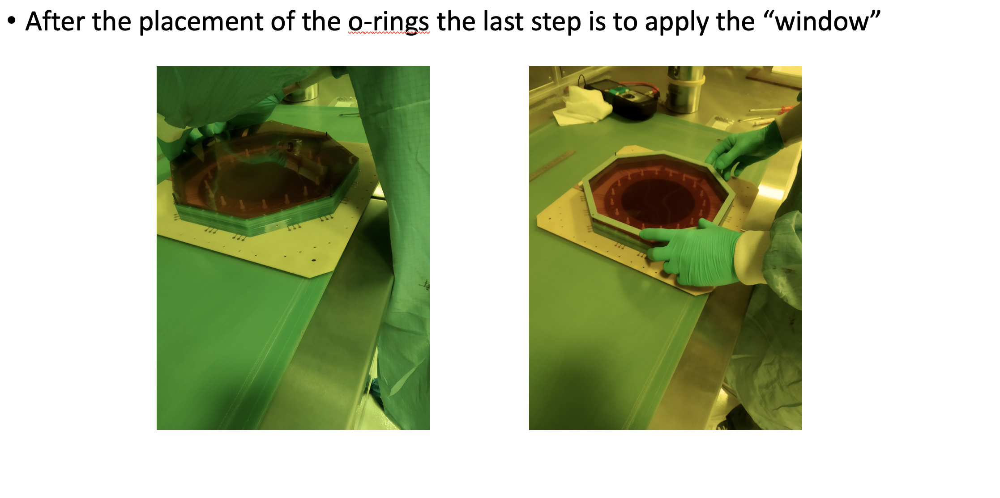 • After the placement of the o-rings the last step is to apply the “window”